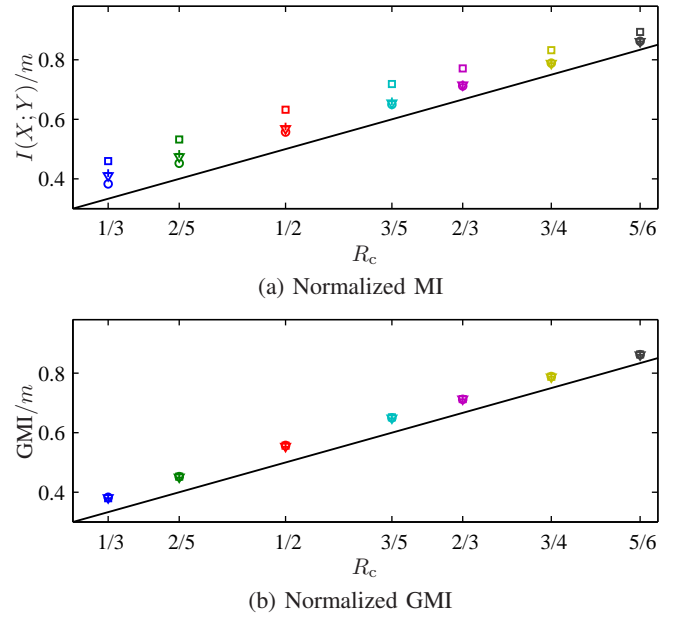 0.8
0.6
0.4
I(X;Y)/m
1/3 2/5 1/2 3/5 2/3 3/4 5/6
R_c
(a) Normalized MI
0.8
0.6
0.4
GMI/m
1/3 2/5 1/2 3/5 2/3 3/4 5/6
R_c
(b) Normalized GMI